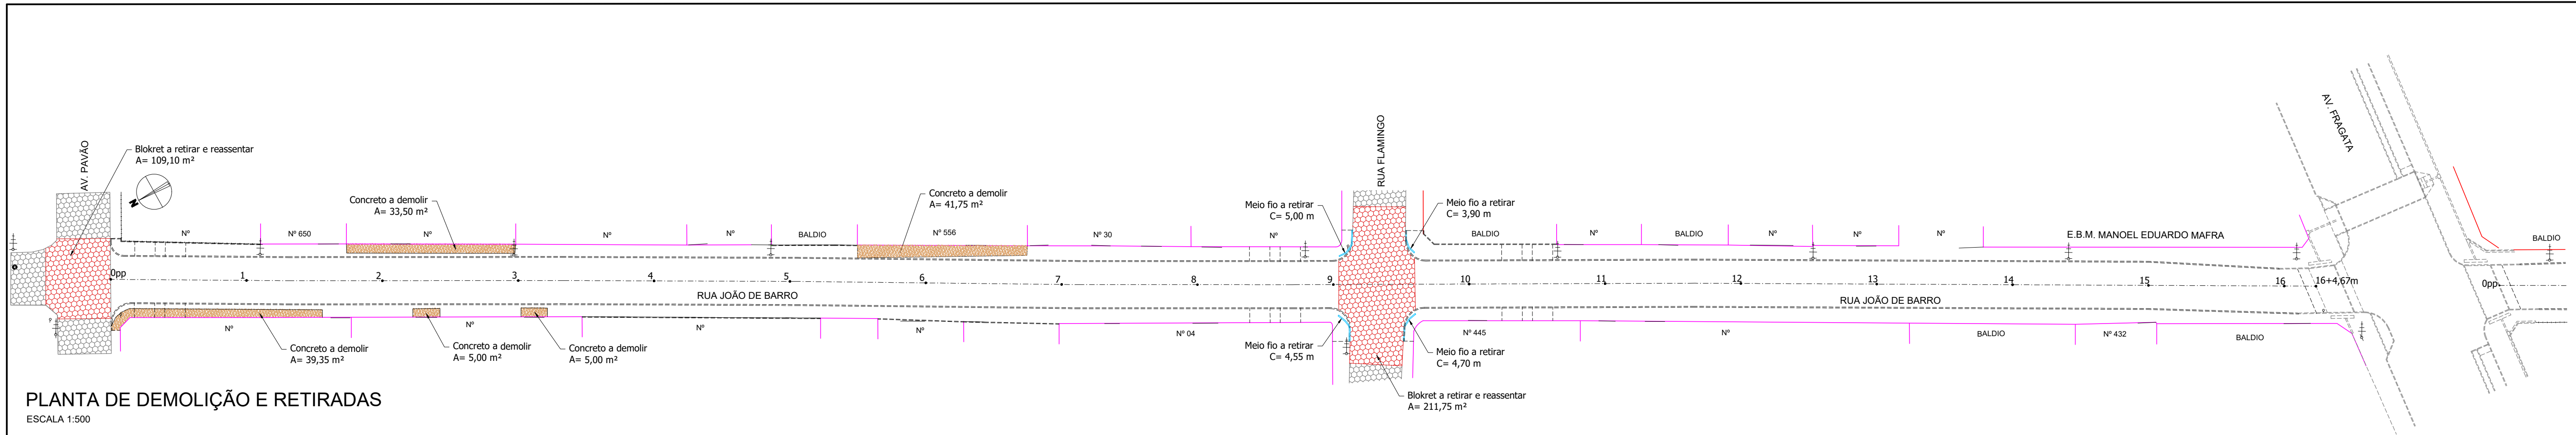 AV. PAVÃO
Blokret a retirar e reassentar
A= 109,10 m²
N
Nº
Nº 650
Concreto a demolir
A= 33,50 m²
Nº
Nº
Nº
BALDIO
Concreto a demolir
A= 41,75 m²
Nº 556
Nº 30
Nº
Meio fio a retirar
C= 5,00 m
RUA FLAMINGO
Meio fio a retirar
C= 3,90 m
BALDIO
Nº
BALDIO
Nº
Nº
Nº
E.B.M. MANOEL EDUARDO MAFRA
AV. FRAGATA
BALDIO
0pp
1
2
3
4
5
6
7
8
9
10
11
12
13
14
15
16
16+4,67m
0pp
RUA JOÃO DE BARRO
RUA JOÃO DE BARRO
Nº
Nº
Nº
Nº
Nº 04
Nº 445
Nº
BALDIO
Nº 432
BALDIO
Concreto a demolir
A= 39,35 m²
Concreto a demolir
A= 5,00 m²
Concreto a demolir
A= 5,00 m²
Meio fio a retirar
C= 4,55 m
Meio fio a retirar
C= 4,70 m
Blokret a retirar e reassentar
A= 211,75 m²
PLANTA DE DEMOLIÇÃO E RETIRADAS
ESCALA 1:500